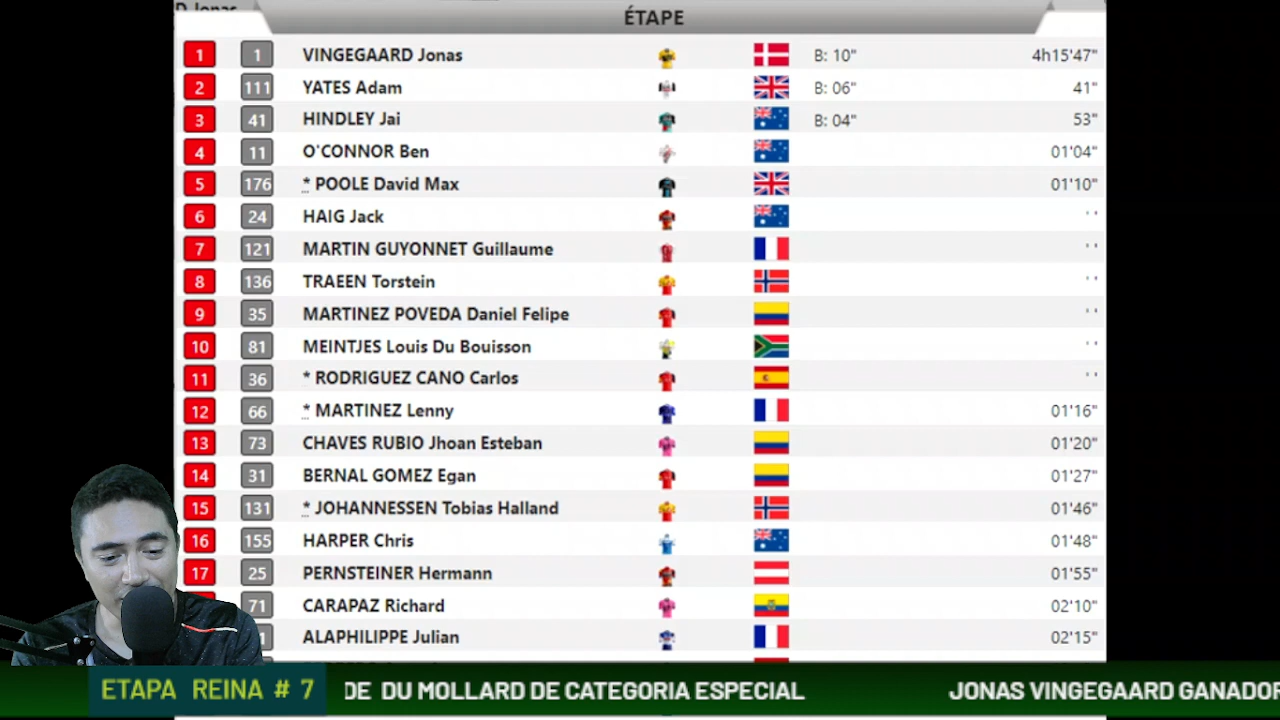 D Jonas
ÉTAPE
1 1 VINGEGAARD Jonas B: 10" 4h15'47"
2 111 YATES Adam B: 06" 41"
3 41 HINDLEY Jai B: 04" 53"
4 11 O'CONNOR Ben 01'04"
5 176 * POOLE David Max 01'10"
6 24 HAIG Jack ' '
7 121 MARTIN GUYONNET Guillaume ' '
8 136 TRAEEN Torstein ' '
9 35 MARTINEZ POVEDA Daniel Felipe ' '
10 81 MEINTJES Louis Du Bouisson ' '
11 36 * RODRIGUEZ CANO Carlos ' '
12 66 * MARTINEZ Lenny 01'16"
13 73 CHAVES RUBIO Jhoan Esteban 01'20"
14 31 BERNAL GOMEZ Egan 01'27"
15 131 * JOHANNESSEN Tobias Halland 01'46"
16 155 HARPER Chris 01'48"
17 25 PERNSTEINER Hermann 01'55"
71 CARAPAZ Richard 02'10"
1 ALAPHILIPPE Julian 02'15"
ETAPA REINA # 7 DE DU MOLLARD DE CATEGORIA ESPECIAL JONAS VINGEGAARD GANADOR